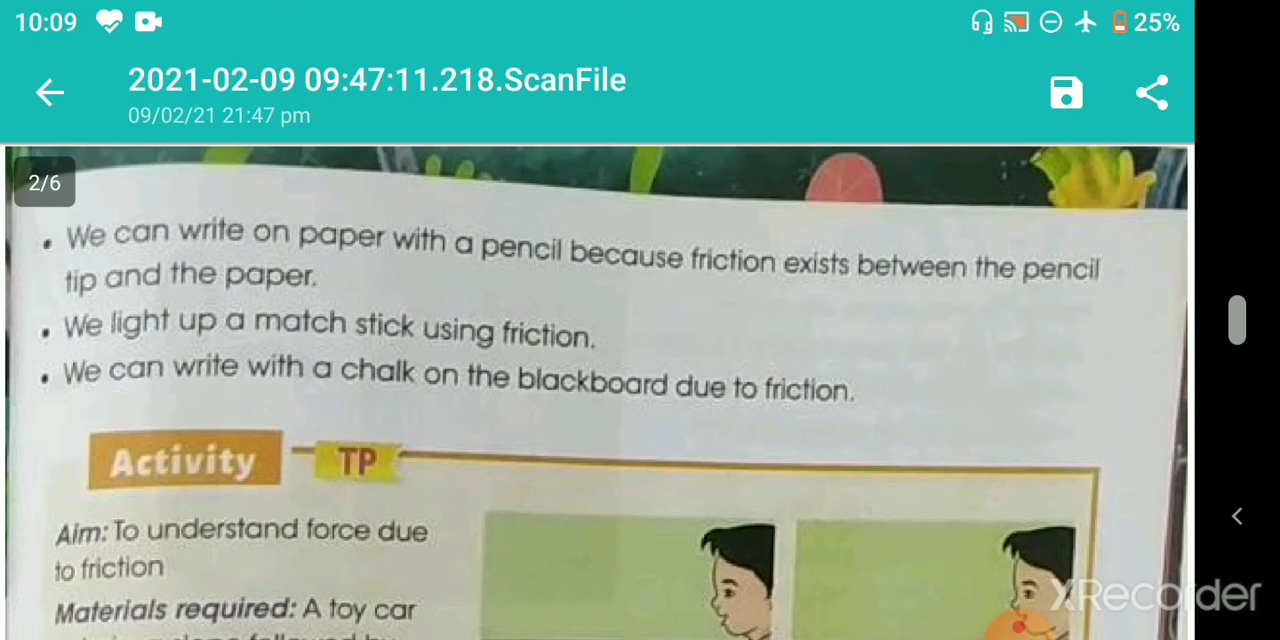 10:09
25%
2021-02-09 09:47:11.218.ScanFile
09/02/21 21:47 pm
2/6
• We can write on paper with a pencil because friction exists between the pencil
tip and the paper.
• We light up a match stick using friction.
• We can write with a chalk on the blackboard due to friction.
Activity TP
Aim: To understand force due
to friction
Materials required: A toy car
XRecorder